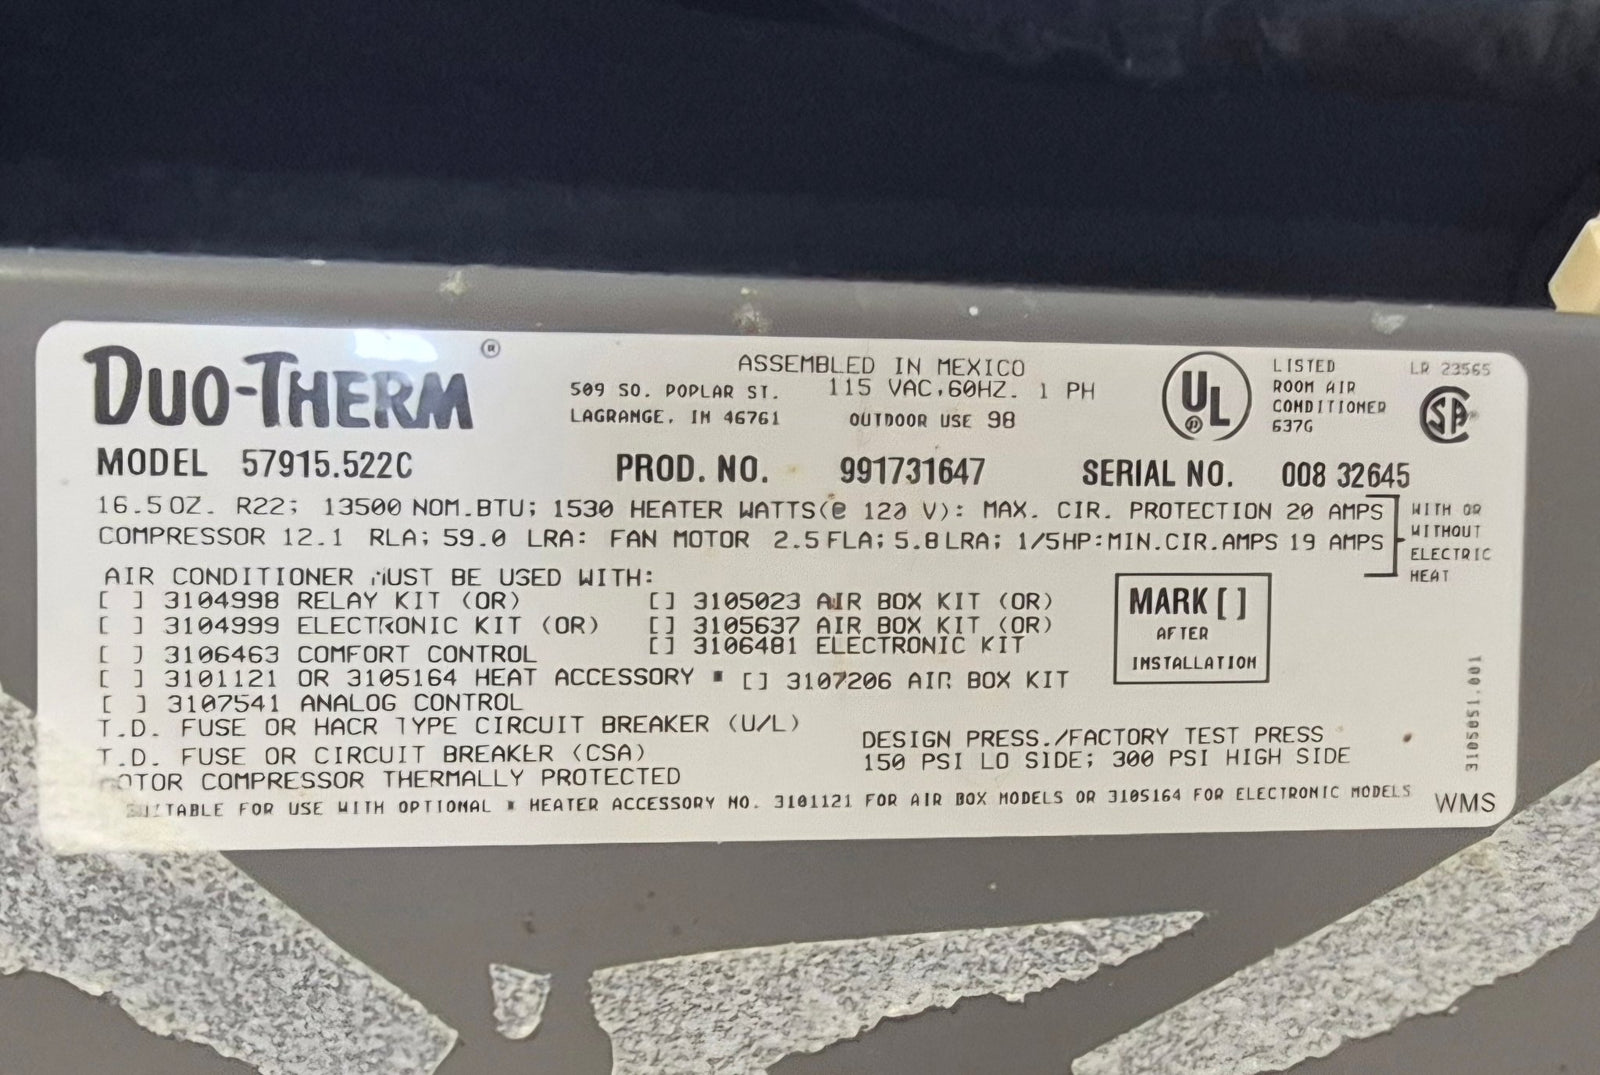 DUO-THERM ®
ASSEMBLED IN MEXICO
509 SO. POPLAR ST. 115 VAC, 60HZ. 1 PH
LAGRANGE, IN 46761 OUTDOOR USE 98
UL
LISTED
ROOM AIR
CONDITIONER
637G
LR 23565
SA
MODEL 57915.522C PROD. NO. 991731647 SERIAL NO. 008 32645
16.5 OZ. R22; 13500 NOM.BTU; 1530 HEATER WATTS(@ 120 V): MAX. CIR. PROTECTION 20 AMPS
COMPRESSOR 12.1 RLA; 59.0 LRA: FAN MOTOR 2.5 FLA; 5.8 LRA; 1/5HP: MIN.CIR.AMPS 19 AMPS
WITH OR
WITHOUT
ELECTRIC
HEAT
AIR CONDITIONER MUST BE USED WITH:
[ ] 3104998 RELAY KIT (OR) [] 3105023 AIR BOX KIT (OR)
[ ] 3104999 ELECTRONIC KIT (OR) [] 3105637 AIR BOX KIT (OR)
[ ] 3106463 COMFORT CONTROL [] 3106481 ELECTRONIC KIT
[ ] 3101121 OR 3105164 HEAT ACCESSORY * [] 3107206 AIR BOX KIT
[ ] 3107541 ANALOG CONTROL
MARK [ ]
AFTER
INSTALLATION
T.D. FUSE OR HACR TYPE CIRCUIT BREAKER (U/L)
T.D. FUSE OR CIRCUIT BREAKER (CSA)
MOTOR COMPRESSOR THERMALLY PROTECTED
DESIGN PRESS./FACTORY TEST PRESS
150 PSI LO SIDE; 300 PSI HIGH SIDE
SUITABLE FOR USE WITH OPTIONAL * HEATER ACCESSORY NO. 3101121 FOR AIR BOX MODELS OR 3105164 FOR ELECTRONIC MODELS
WMS
3105051.001